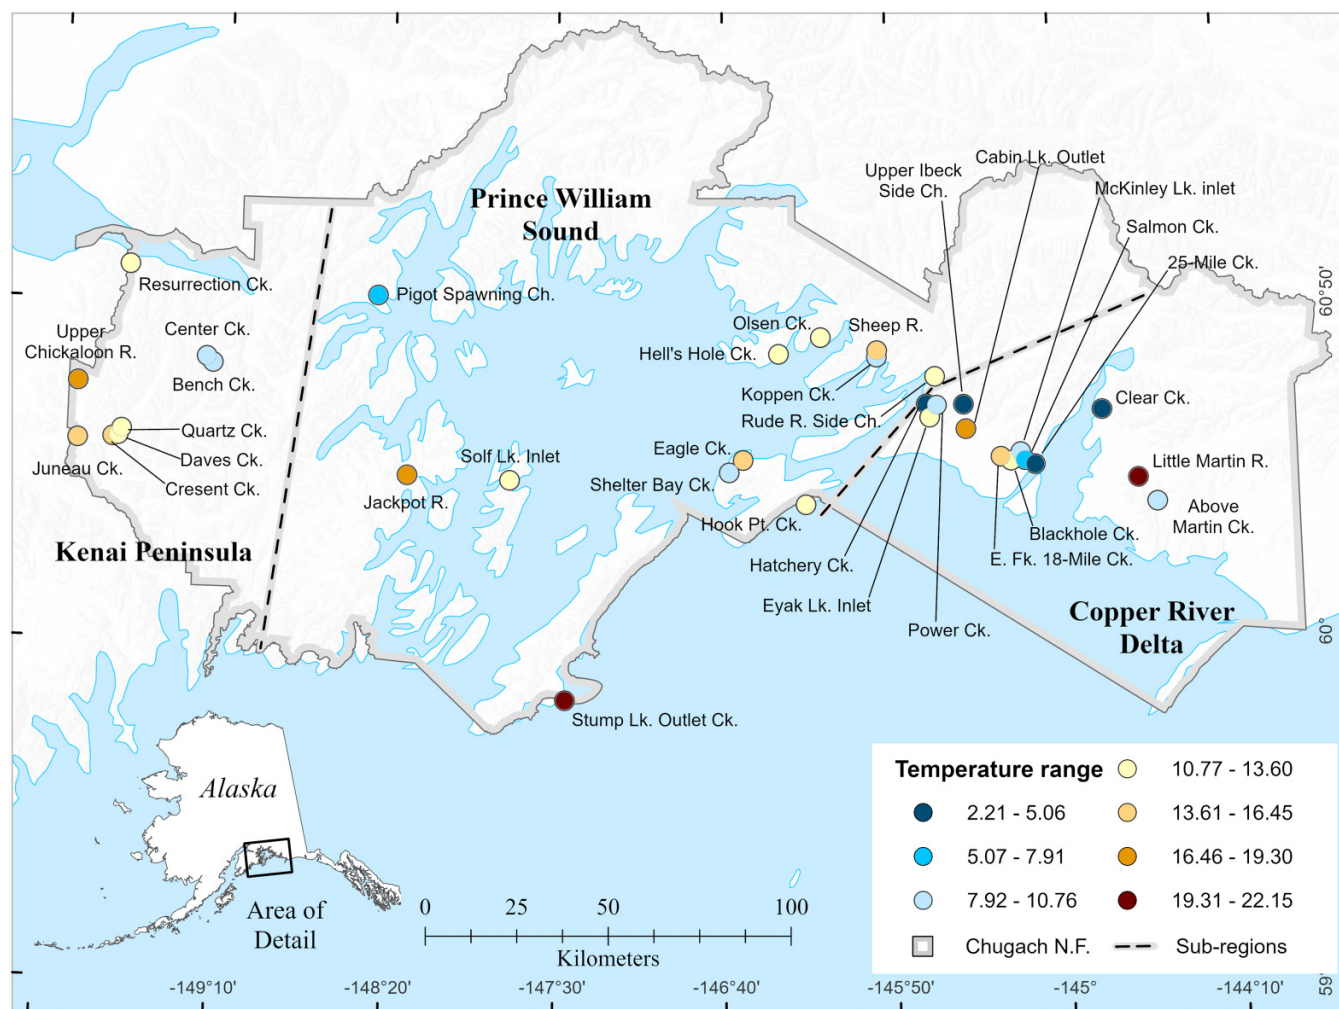 Cabin Lk. Outlet
Upper Ibeck
Side Ch.
McKinley Lk. inlet
Prince William
Sound
Salmon Ck.
25-Mile Ck.
Resurrection Ck.
Pigot Spawning Ch.
60°50'
Upper
Chickaloon R.
Center Ck.
Bench Ck.
Olsen Ck.
Sheep R.
Hell's Hole Ck.
Koppen Ck.
Rude R. Side Ch.
Clear Ck.
Quartz Ck.
Daves Ck.
Juneau Ck.
Cresent Ck.
Solf Lk. Inlet
Jackpot R.
Eagle Ck.
Shelter Bay Ck.
Hook Pt. Ck.
Little Martin R.
Above
Martin Ck.
Blackhole Ck.
E. Fk. 18-Mile Ck.
Kenai Peninsula
Hatchery Ck.
Eyak Lk. Inlet
Power Ck.
Copper River
Delta
60°
Stump Lk. Outlet Ck.
Alaska
Area of
Detail
0 25 50 100
Kilometers
Temperature range
2.21 - 5.06
5.07 - 7.91
7.92 - 10.76
10.77 - 13.60
13.61 - 16.45
16.46 - 19.30
19.31 - 22.15
Chugach N.F.
Sub-regions
-149°10' -148°20' -147°30' -146°40' -145°50' -145° -144°10'
59°